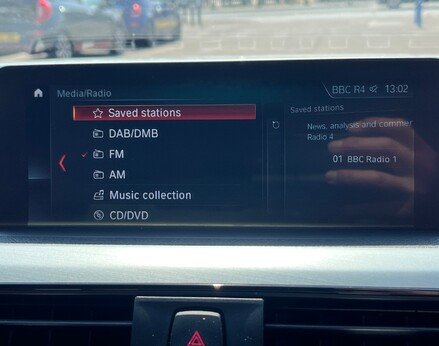 Media/Radio
BBC R4 13:02
Saved stations
DAB/DMB
FM
AM
Music collection
CD/DVD
Saved stations
News, analysis and commer
Radio 4
01 BBC Radio 1